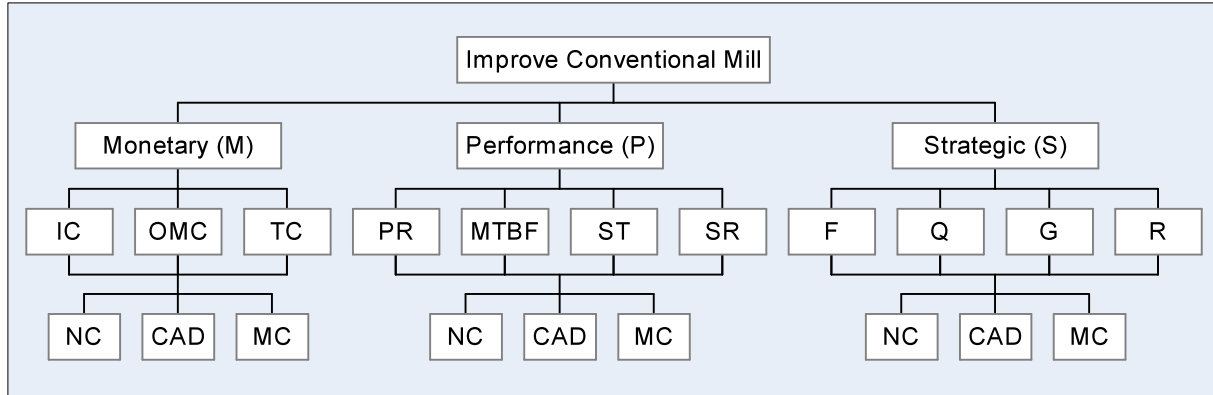 Improve Conventional Mill
Monetary (M) Performance (P) Strategic (S)
IC OMC TC PR MTBF ST SR F Q G R
NC CAD MC NC CAD MC NC CAD MC